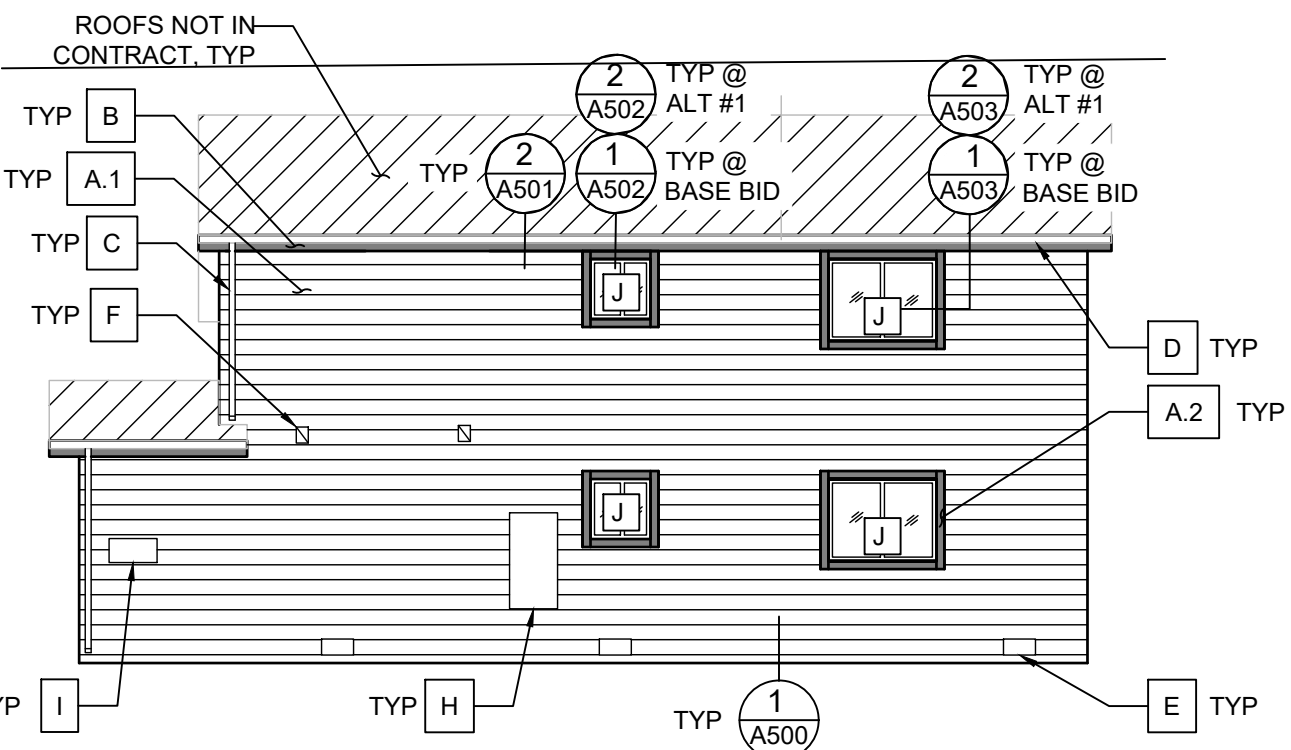 ROOFS NOT IN
CONTRACT, TYP
2
A502
TYP @
ALT #1
2
A503
TYP @
ALT #1
TYP B
TYP A.1
TYP
2
A501
1
A502
TYP @
BASE BID
1
A503
TYP @
BASE BID
TYP C
TYP F
J
J
D TYP
A.2 TYP
J
J
YP I
TYP H
TYP
1
A500
E TYP